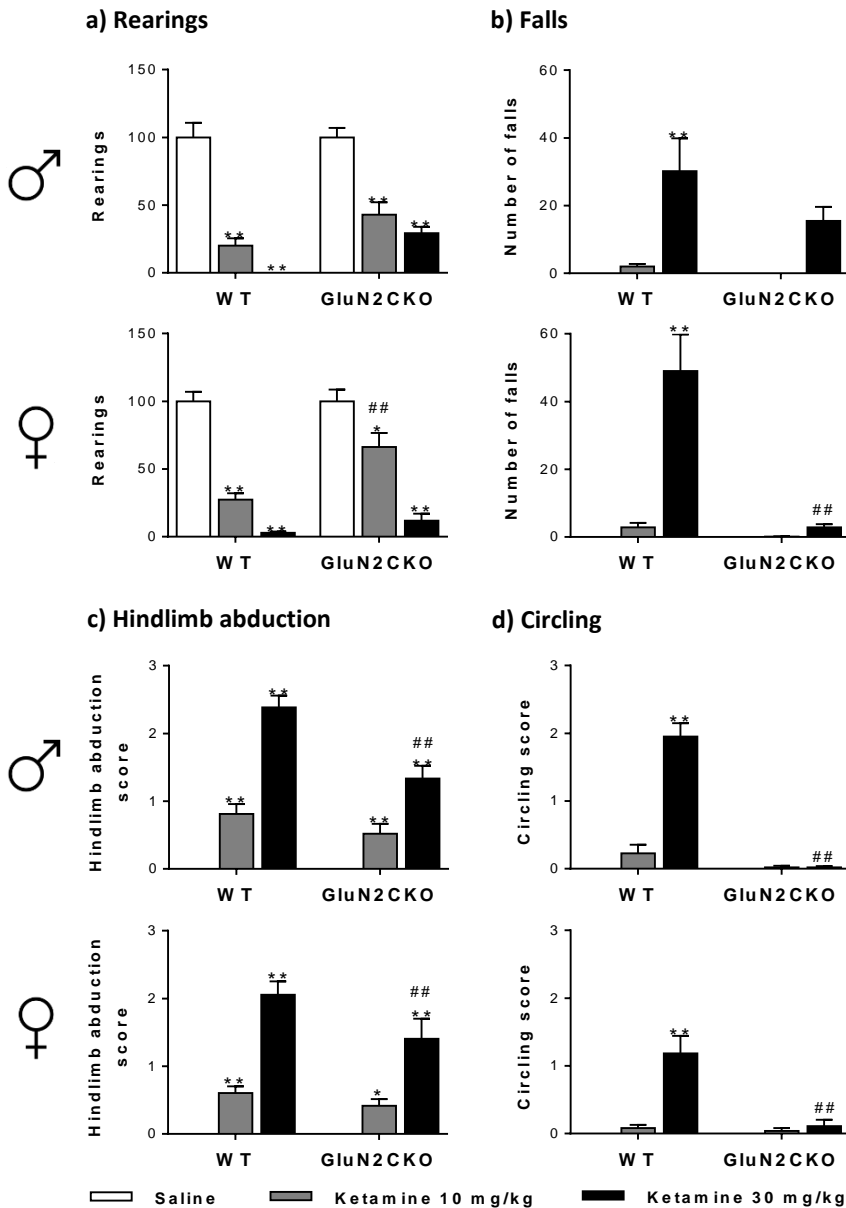 a) Rearings
b) Falls
150
100
50
0
Rearings
**
**
**
**
WT
GluN2CKO
60
40
20
0
Number of falls
**
WT
GluN2CKO
150
100
50
0
Rearings
**
**
##
*
**
WT
GluN2CKO
60
40
20
0
Number of falls
**
##
WT
GluN2CKO
c) Hindlimb abduction
d) Circling
3
2
1
0
Hindlimb abduction
score
**
**
**
##
**
WT
GluN2CKO
3
2
1
0
Circling score
**
##
WT
GluN2CKO
3
2
1
0
Hindlimb abduction
score
**
**
*
##
**
WT
GluN2CKO
3
2
1
0
Circling score
**
##
WT
GluN2CKO
Saline Ketamine 10 mg/kg Ketamine 30 mg/kg